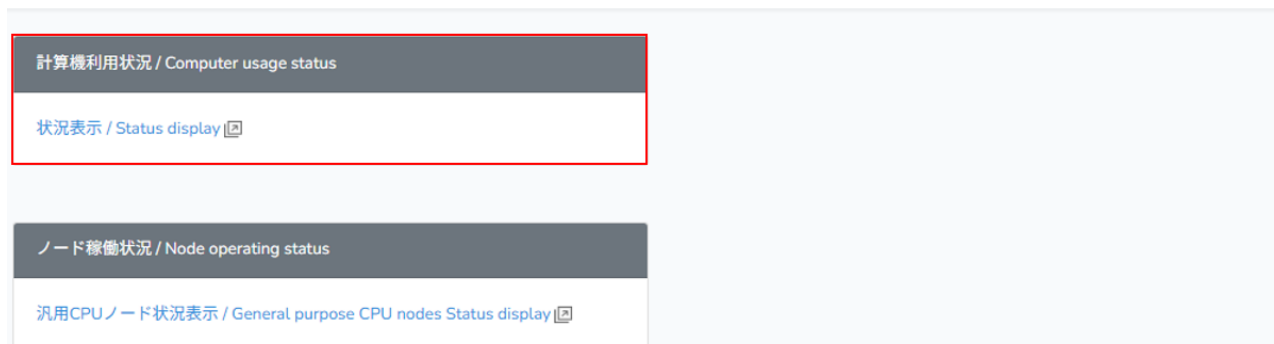 計算機利用状況 / Computer usage status
状況表示 / Status display
ノード稼働状況 / Node operating status
汎用CPUノード状況表示 / General purpose CPU nodes Status display